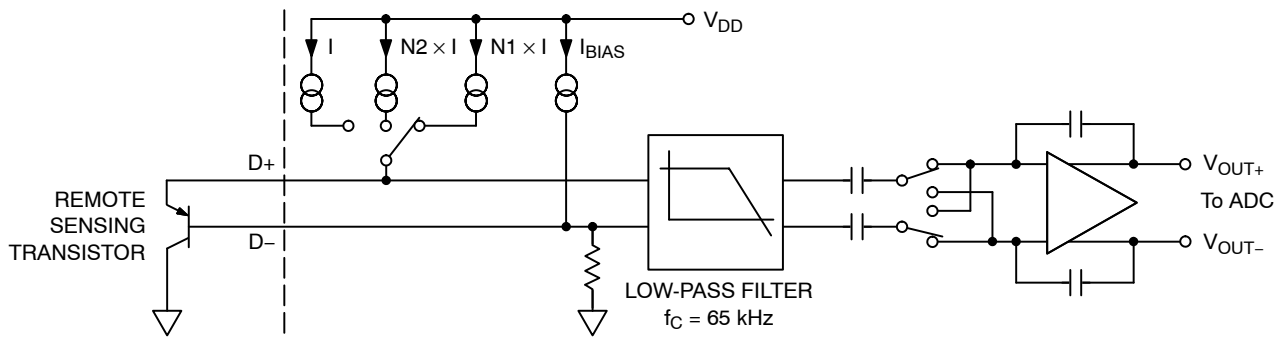 V_DD
I
N2 × I
N1 × I
I_BIAS
D+
REMOTE
SENSING
TRANSISTOR
D−
LOW-PASS FILTER
f_C = 65 kHz
V_OUT+
To ADC
V_OUT−